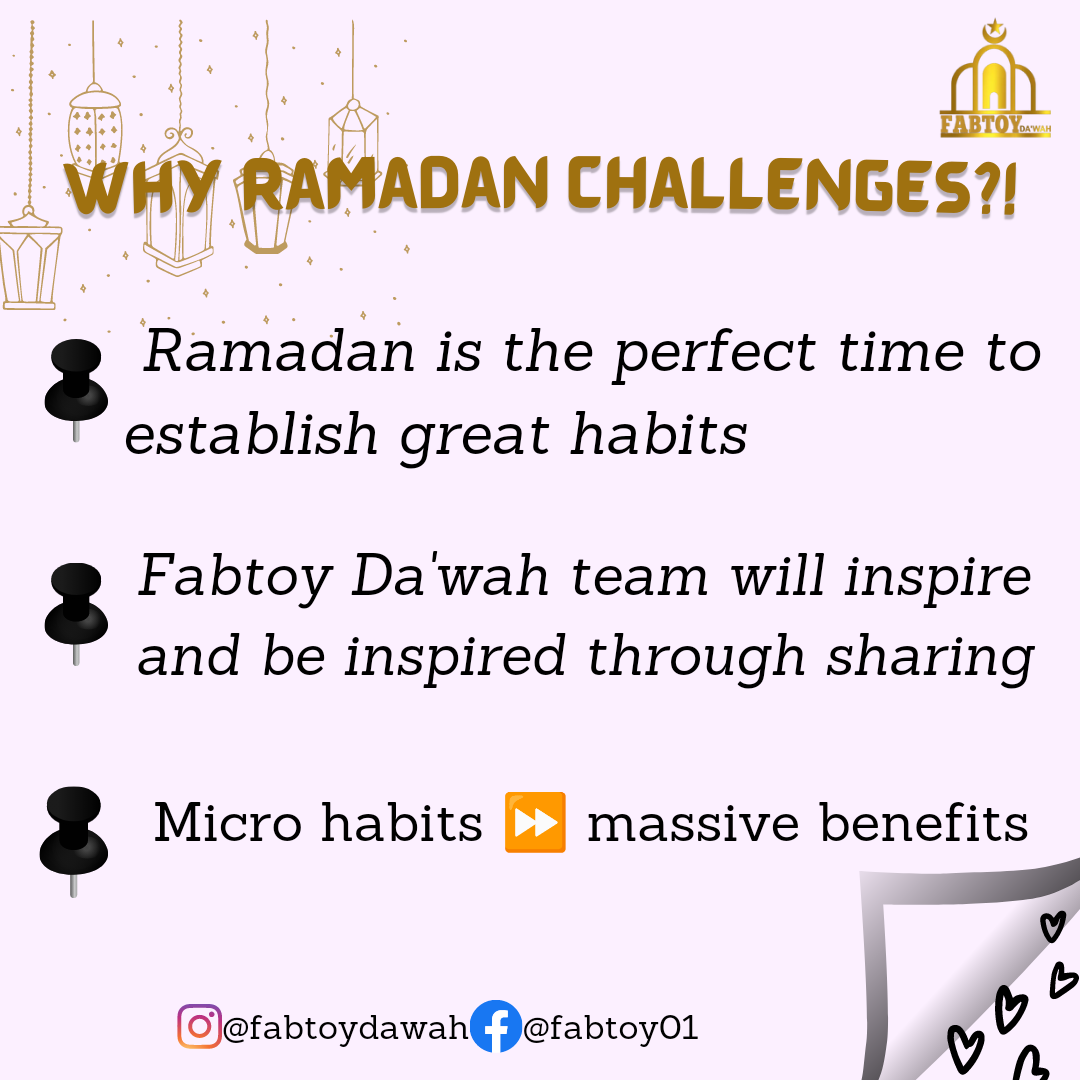 FABTOY DA'WAH
WHY RAMADAN CHALLENGES?!
Ramadan is the perfect time to
establish great habits
Fabtoy Da'wah team will inspire
and be inspired through sharing
Micro habits ⏩ massive benefits
@fabtoydawah @fabtoy01